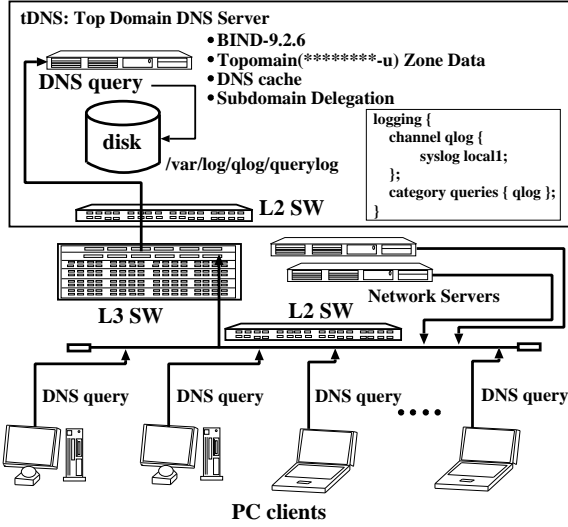 tDNS: Top Domain DNS Server
•BIND-9.2.6
•Topomain(********-u) Zone Data
•DNS cache
•Subdomain Delegation
DNS query
disk
/var/log/qlog/querylog
logging {
channel qlog {
syslog local1;
};
category queries { qlog };
}
L2 SW
L3 SW
L2 SW
Network Servers
DNS query
DNS query
DNS query
••••
DNS query
PC clients